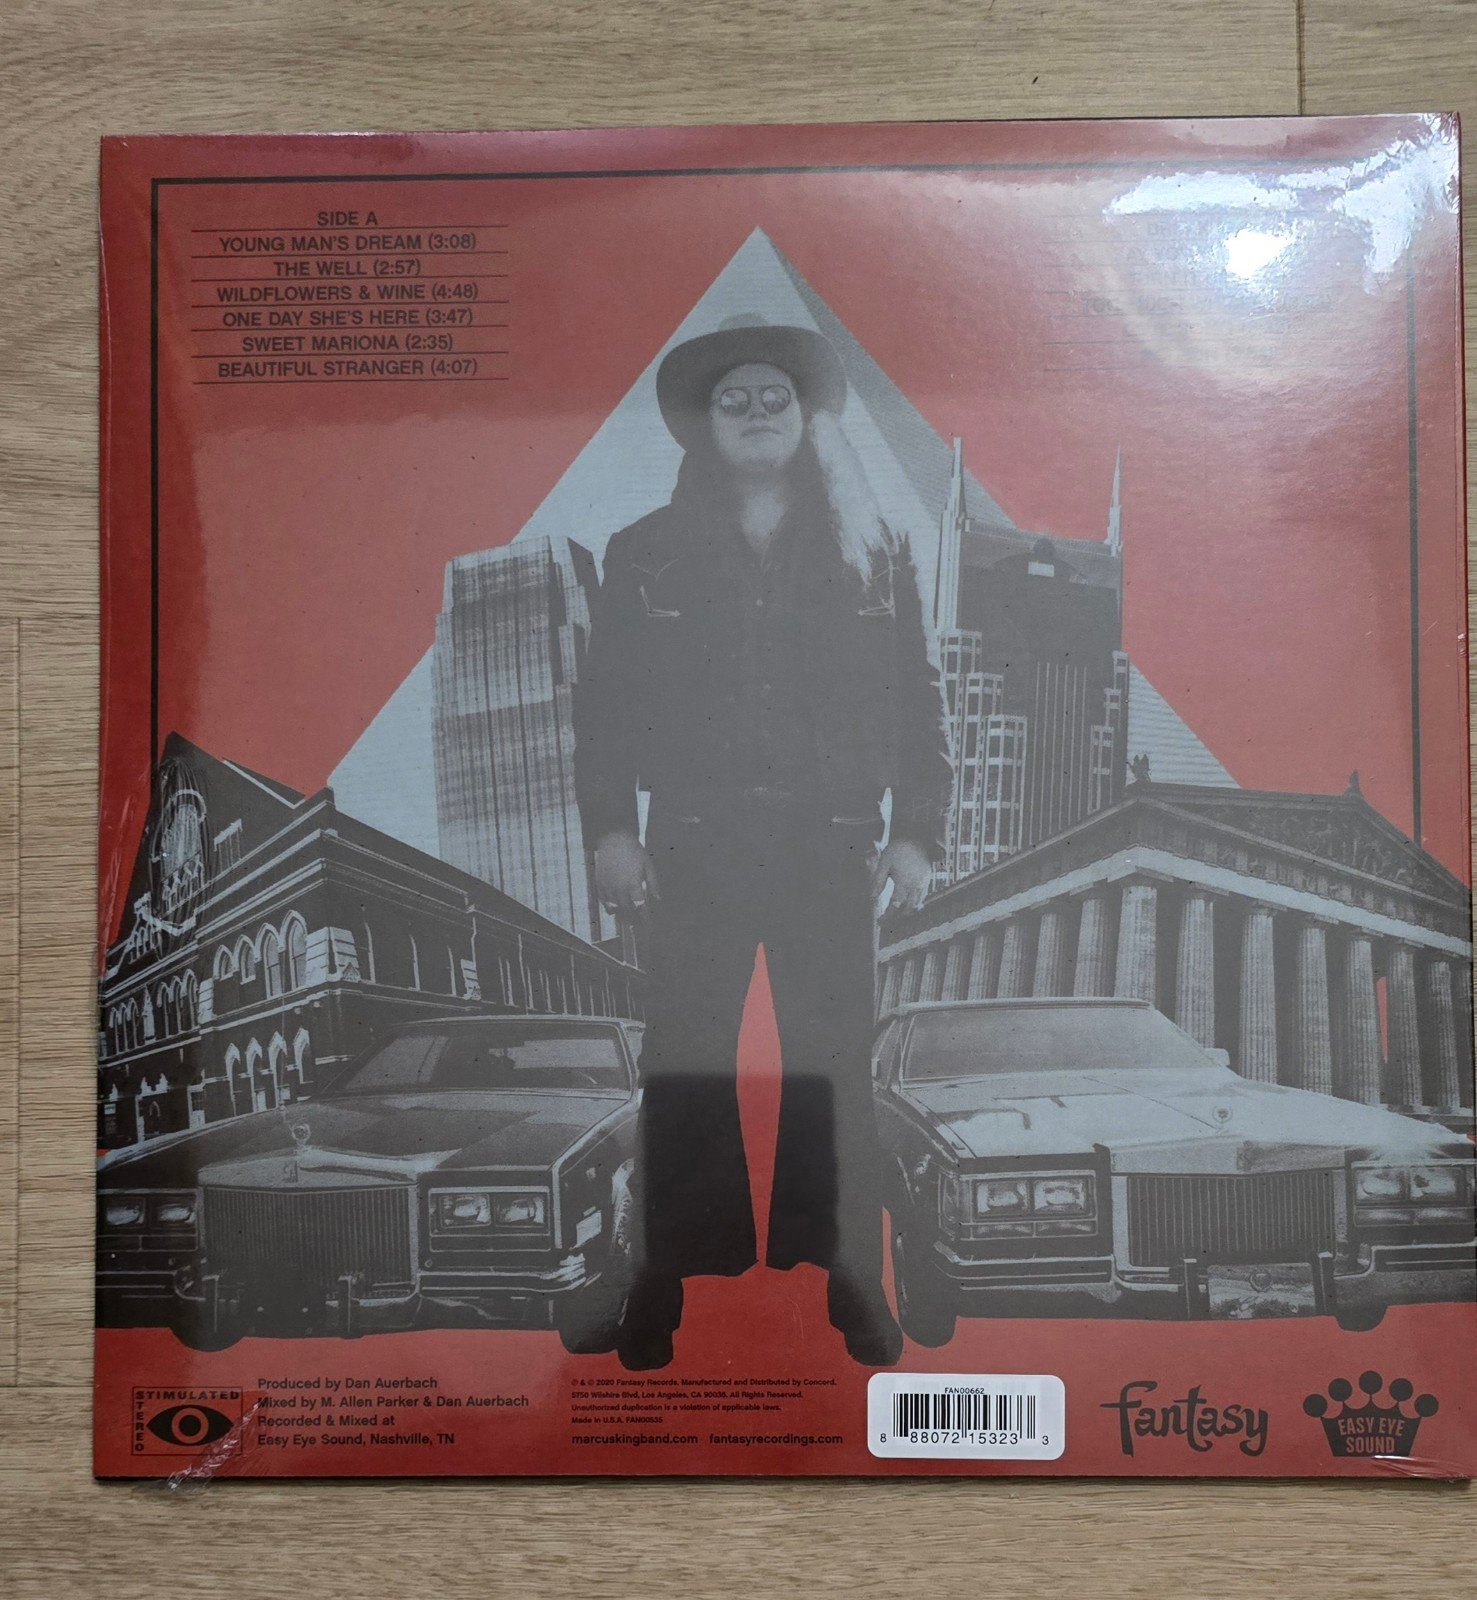 SIDE A
YOUNG MAN'S DREAM (3:08)
THE WELL (2:57)
WILDFLOWERS & WINE (4:48)
ONE DAY SHE'S HERE (3:47)
SWEET MARIONA (2:35)
BEAUTIFUL STRANGER (4:07)
STIMULATED
STEREO
Produced by Dan Auerbach
Mixed by M. Allen Parker & Dan Auerbach
Recorded & Mixed at
Easy Eye Sound, Nashville, TN
℗ & © 2020 Fantasy Records. Manufactured and Distributed by Concord,
5750 Wilshire Blvd, Los Angeles, CA 90036. All Rights Reserved.
Unauthorized duplication is a violation of applicable laws.
Made in U.S.A. FAN00535
marcuskingband.com fantasyrecordings.com
FAN00662
8 88072 15323 3
fantasy
EASY EYE
SOUND